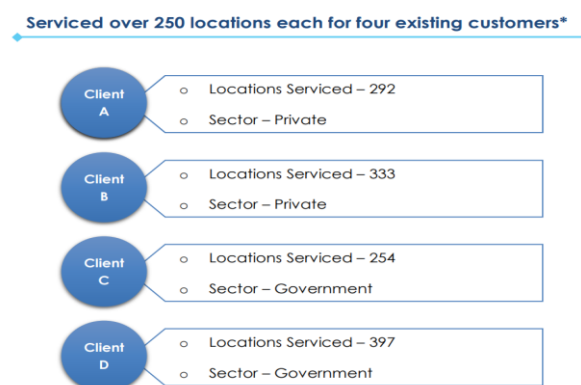 Serviced over 250 locations each for four existing customers*
Client
A
o Locations Serviced – 292
o Sector – Private
Client
B
o Locations Serviced – 333
o Sector – Private
Client
C
o Locations Serviced – 254
o Sector – Government
Client
D
o Locations Serviced – 397
o Sector – Government